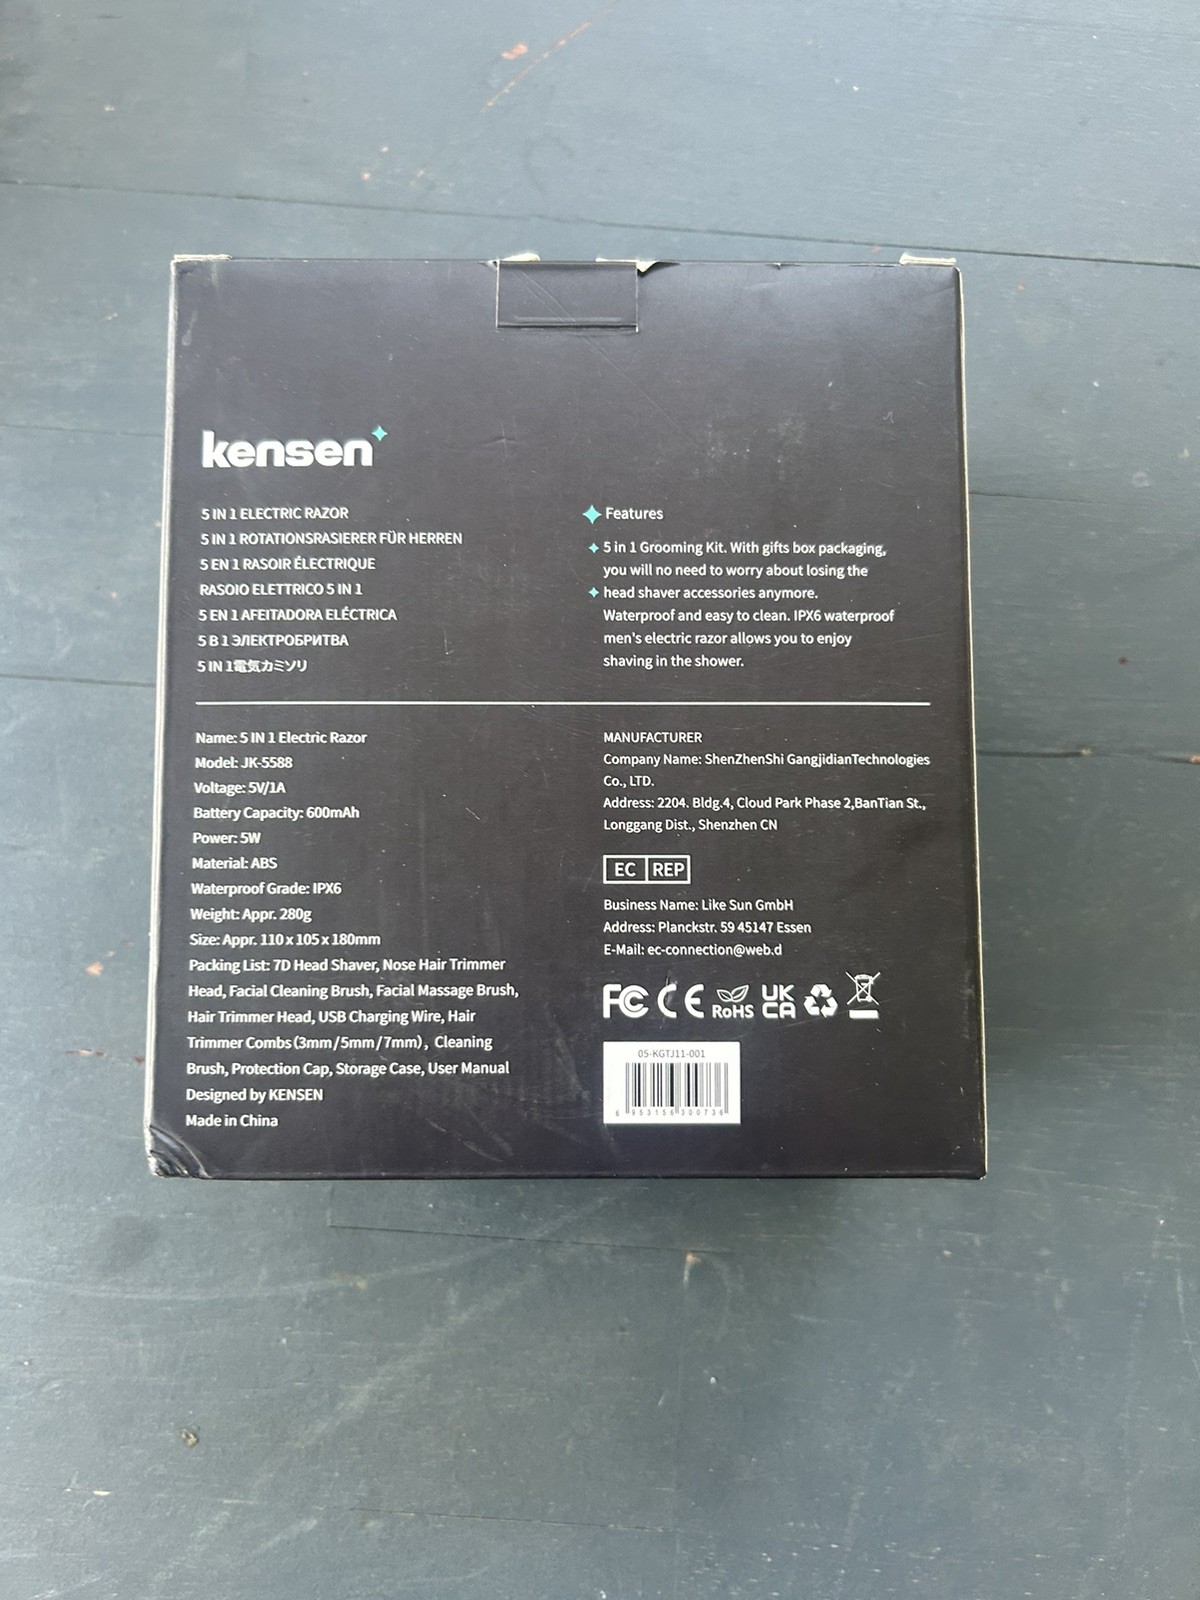 kensen
5 IN 1 ELECTRIC RAZOR
5 IN 1 ROTATIONSRASIERER FÜR HERREN
5 EN 1 RASOIR ÉLECTRIQUE
RASOIO ELETTRICO 5 IN 1
5 EN 1 AFEITADORA ELÉCTRICA
5 В 1 ЭЛЕКТРОБРИТВА
5 IN 1電気カミソリ
Features
5 in 1 Grooming Kit. With gifts box packaging,
you will no need to worry about losing the
head shaver accessories anymore.
Waterproof and easy to clean. IPX6 waterproof
men's electric razor allows you to enjoy
shaving in the shower.
Name: 5 IN 1 Electric Razor
Model: JK-5588
Voltage: 5V/1A
Battery Capacity: 600mAh
Power: 5W
Material: ABS
Waterproof Grade: IPX6
Weight: Appr. 280g
Size: Appr. 110 x 105 x 180mm
Packing List: 7D Head Shaver, Nose Hair Trimmer
Head, Facial Cleaning Brush, Facial Massage Brush,
Hair Trimmer Head, USB Charging Wire, Hair
Trimmer Combs(3mm/5mm/7mm), Cleaning
Brush, Protection Cap, Storage Case, User Manual
Designed by KENSEN
Made in China
MANUFACTURER
Company Name: ShenZhenShi GangjidianTechnologies
Co., LTD.
Address: 2204. Bldg.4, Cloud Park Phase 2,BanTian St.,
Longgang Dist., Shenzhen CN
EC REP
Business Name: Like Sun GmbH
Address: Planckstr. 59 45147 Essen
E-Mail: ec-connection@web.d
FC CE RoHS UK CA
05-KGTJ11-001
6 953156 300736